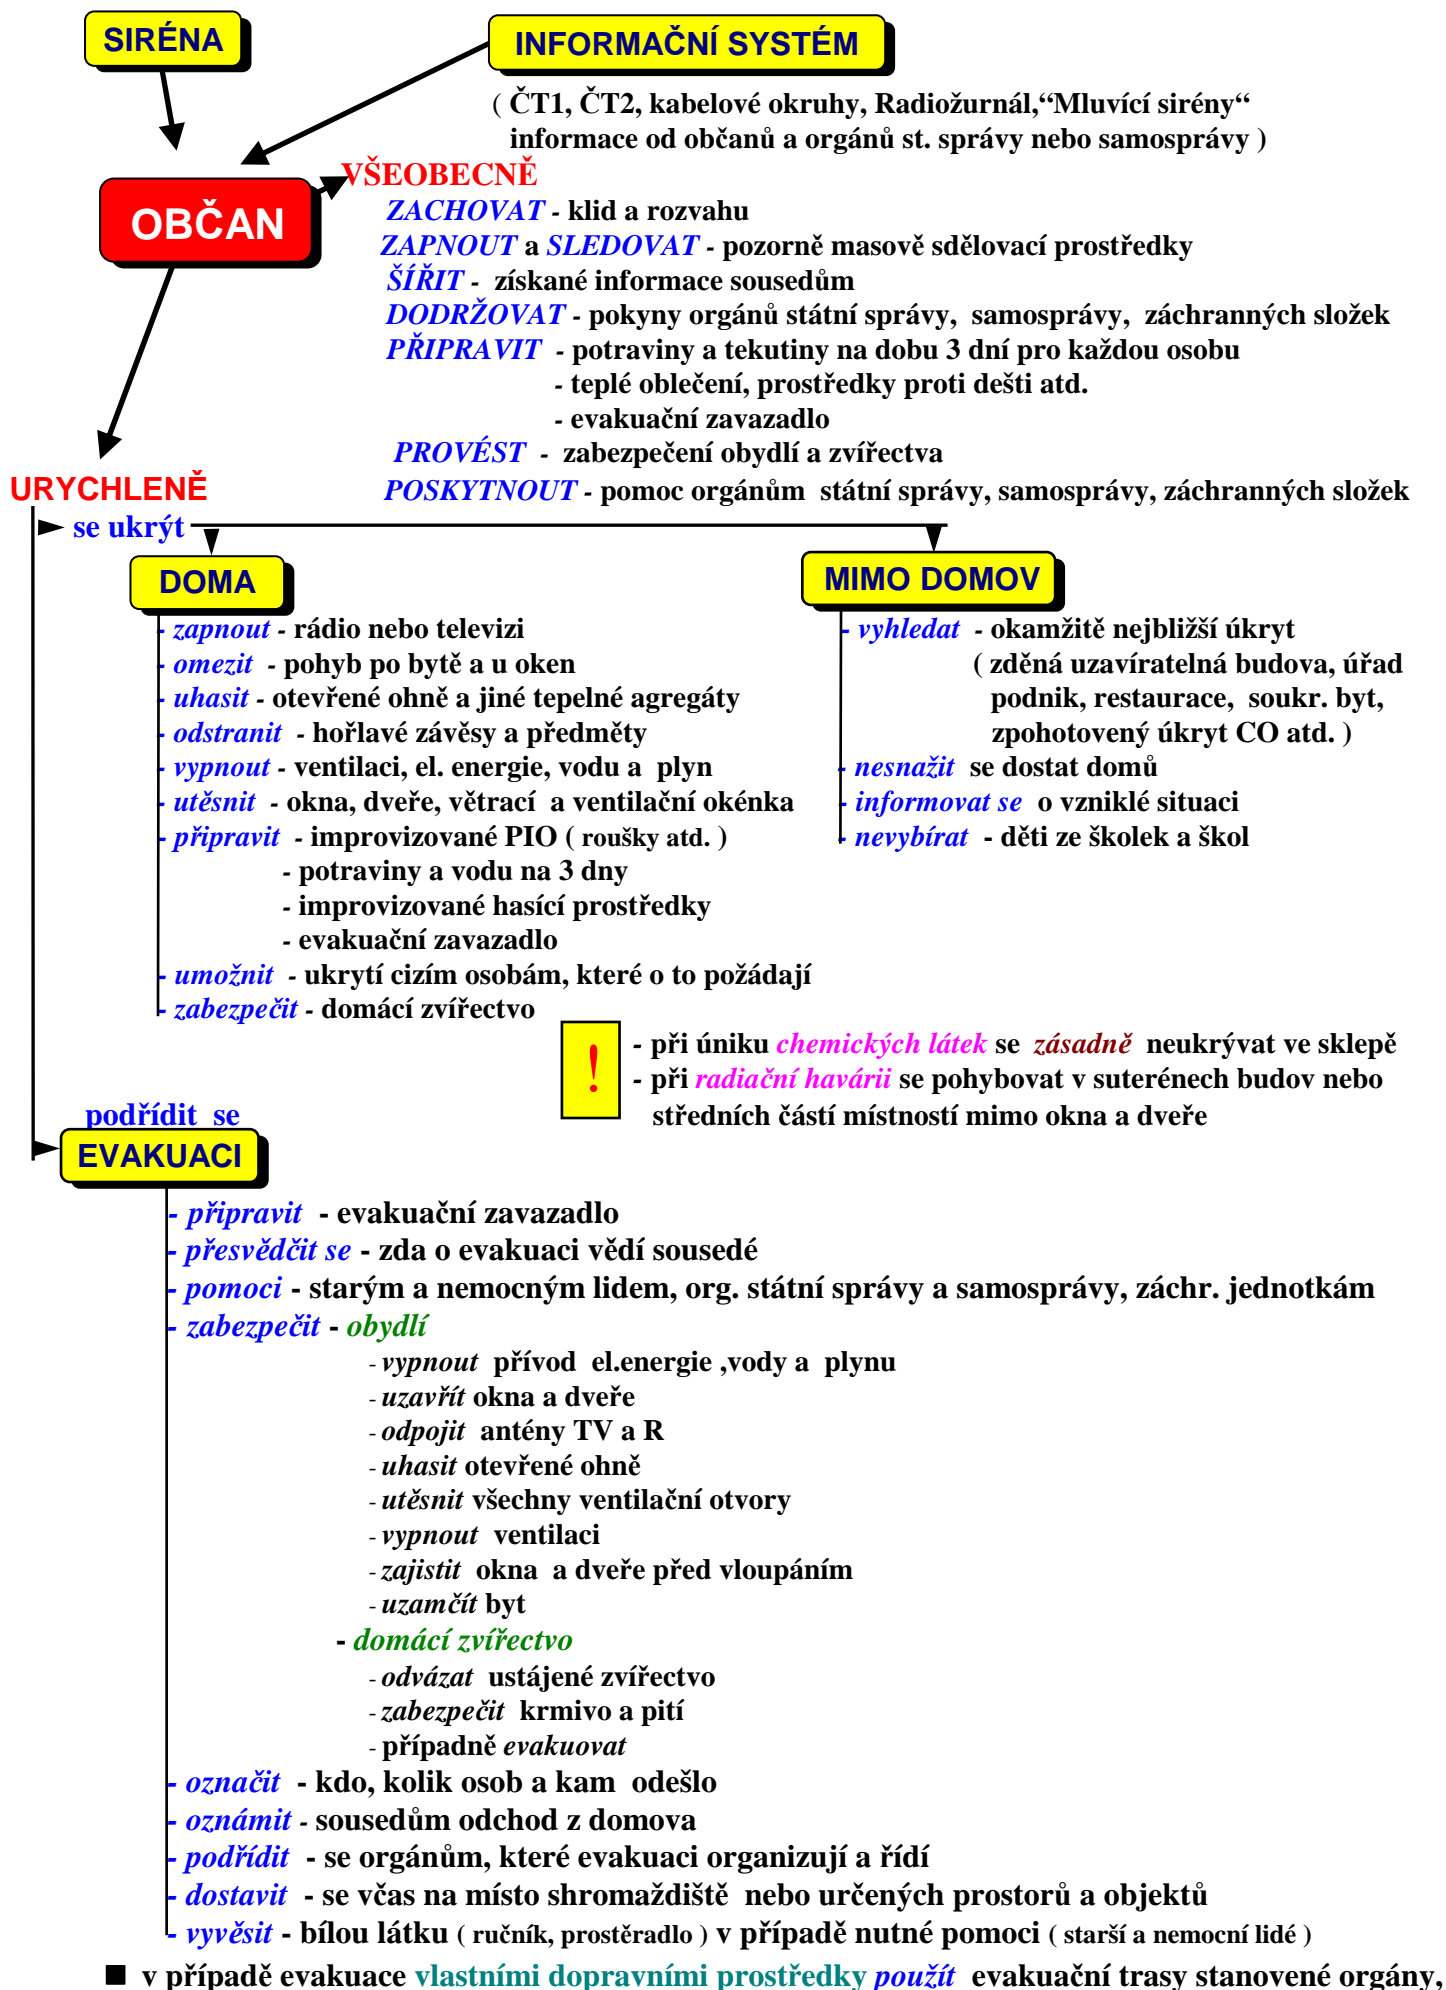 SIRÉNA
INFORMAČNÍ SYSTÉM
( ČT1, ČT2, kabelové okruhy, Radiožurnál,“Mluvící sirény“
informace od občanů a orgánů st. správy nebo samosprávy )
OBČAN
VŠEOBECNĚ
ZACHOVAT - klid a rozvahu
ZAPNOUT a SLEDOVAT - pozorně masově sdělovací prostředky
ŠÍŘIT - získané informace sousedům
DODRŽOVAT - pokyny orgánů státní správy, samosprávy, záchranných složek
PŘIPRAVIT - potraviny a tekutiny na dobu 3 dní pro každou osobu
- teplé oblečení, prostředky proti dešti atd.
- evakuační zavazadlo
PROVÉST - zabezpečení obydlí a zvířectva
POSKYTNOUT - pomoc orgánům státní správy, samosprávy, záchranných složek
URYCHLENĚ
se ukrýt
DOMA
- zapnout - rádio nebo televizi
- omezit - pohyb po bytě a u oken
- uhasit - otevřené ohně a jiné tepelné agregáty
- odstranit - hořlavé závěsy a předměty
- vypnout - ventilaci, el. energie, vodu a plyn
- utěsnit - okna, dveře, větrací a ventilační okénka
- připravit - improvizované PIO ( roušky atd. )
- potraviny a vodu na 3 dny
- improvizované hasící prostředky
- evakuační zavazadlo
- umožnit - ukrytí cizím osobám, které o to požádají
- zabezpečit - domácí zvířectvo
MIMO DOMOV
- vyhledat - okamžitě nejbližší úkryt
( zděná uzavíratelná budova, úřad
podnik, restaurace, soukr. byt,
zpohotovený úkryt CO atd. )
- nesnažit se dostat domů
- informovat se o vzniklé situaci
- nevybírat - děti ze školek a škol
!
- při úniku chemických látek se zásadně neukrývat ve sklepě
- při radiační havárii se pohybovat v suterénech budov nebo
středních částí místností mimo okna a dveře
podřídit se
EVAKUACI
- připravit - evakuační zavazadlo
- přesvědčit se - zda o evakuaci vědí sousedé
- pomoci - starým a nemocným lidem, org. státní správy a samosprávy, záchr. jednotkám
- zabezpečit - obydlí
- vypnout přívod el.energie ,vody a plynu
- uzavřít okna a dveře
- odpojit antény TV a R
- uhasit otevřené ohně
- utěsnit všechny ventilační otvory
- vypnout ventilaci
- zajistit okna a dveře před vloupáním
- uzamčít byt
- domácí zvířectvo
- odvázat ustájené zvířectvo
- zabezpečit krmivo a pití
- případně evakuovat
- označit - kdo, kolik osob a kam odešlo
- oznámit - sousedům odchod z domova
- podřídit - se orgánům, které evakuaci organizují a řídí
- dostavit - se včas na místo shromaždiště nebo určených prostorů a objektů
- vyvěsit - bílou látku ( ručník, prostěradlo ) v případě nutné pomoci ( starší a nemocní lidé )
■ v případě evakuace vlastními dopravními prostředky použít evakuační trasy stanovené orgány,